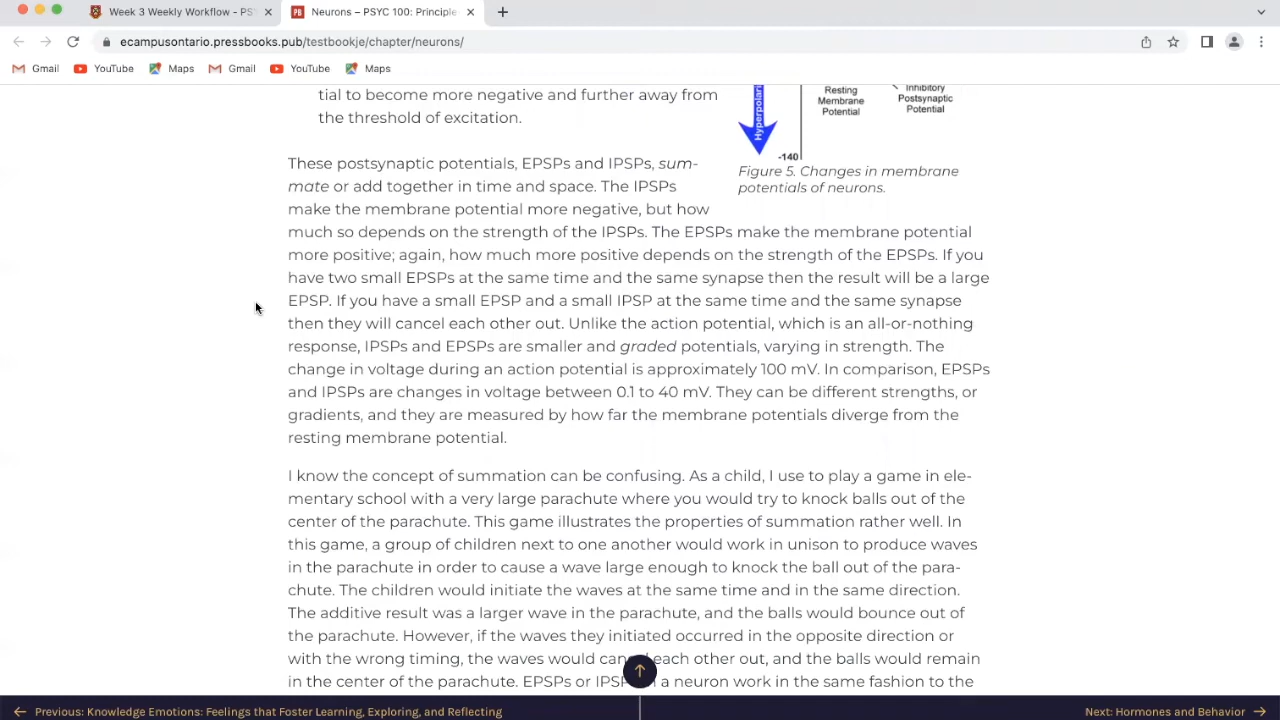 Week 3 Weekly Workflow - PS
Neurons – PSYC 100: Principle
ecampusontario.pressbooks.pub/testbookje/chapter/neurons/
Gmail
YouTube
Maps
Gmail
YouTube
Maps
tial to become more negative and further away from
the threshold of excitation.
Hyperpolari
Resting
Membrane
Potential
Inhibitory
Postsynaptic
Potential
-140
Figure 5. Changes in membrane
potentials of neurons.
These postsynaptic potentials, EPSPs and IPSPs, sum-
mate or add together in time and space. The IPSPs
make the membrane potential more negative, but how
much so depends on the strength of the IPSPs. The EPSPs make the membrane potential
more positive; again, how much more positive depends on the strength of the EPSPs. If you
have two small EPSPs at the same time and the same synapse then the result will be a large
EPSP. If you have a small EPSP and a small IPSP at the same time and the same synapse
then they will cancel each other out. Unlike the action potential, which is an all-or-nothing
response, IPSPs and EPSPs are smaller and graded potentials, varying in strength. The
change in voltage during an action potential is approximately 100 mV. In comparison, EPSPs
and IPSPs are changes in voltage between 0.1 to 40 mV. They can be different strengths, or
gradients, and they are measured by how far the membrane potentials diverge from the
resting membrane potential.
I know the concept of summation can be confusing. As a child, I use to play a game in ele-
mentary school with a very large parachute where you would try to knock balls out of the
center of the parachute. This game illustrates the properties of summation rather well. In
this game, a group of children next to one another would work in unison to produce waves
in the parachute in order to cause a wave large enough to knock the ball out of the para-
chute. The children would initiate the waves at the same time and in the same direction.
The additive result was a larger wave in the parachute, and the balls would bounce out of
the parachute. However, if the waves they initiated occurred in the opposite direction or
with the wrong timing, the waves would cancel each other out, and the balls would remain
in the center of the parachute. EPSPs or IPSP a neuron work in the same fashion to the
Previous: Knowledge Emotions: Feelings that Foster Learning, Exploring, and Reflecting
Next: Hormones and Behavior